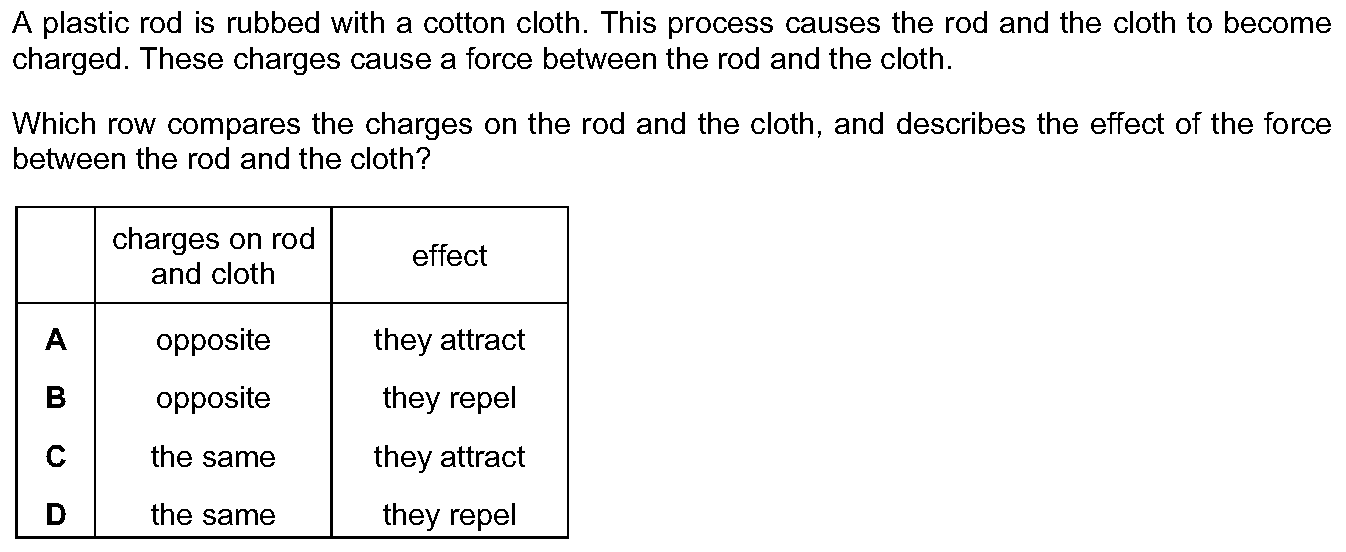 A plastic rod is rubbed with a cotton cloth. This process causes the rod and the cloth to become
charged. These charges cause a force between the rod and the cloth.
Which row compares the charges on the rod and the cloth, and describes the effect of the force
between the rod and the cloth?
charges on rod
and cloth
effect
A opposite they attract
B opposite they repel
C the same they attract
D the same they repel